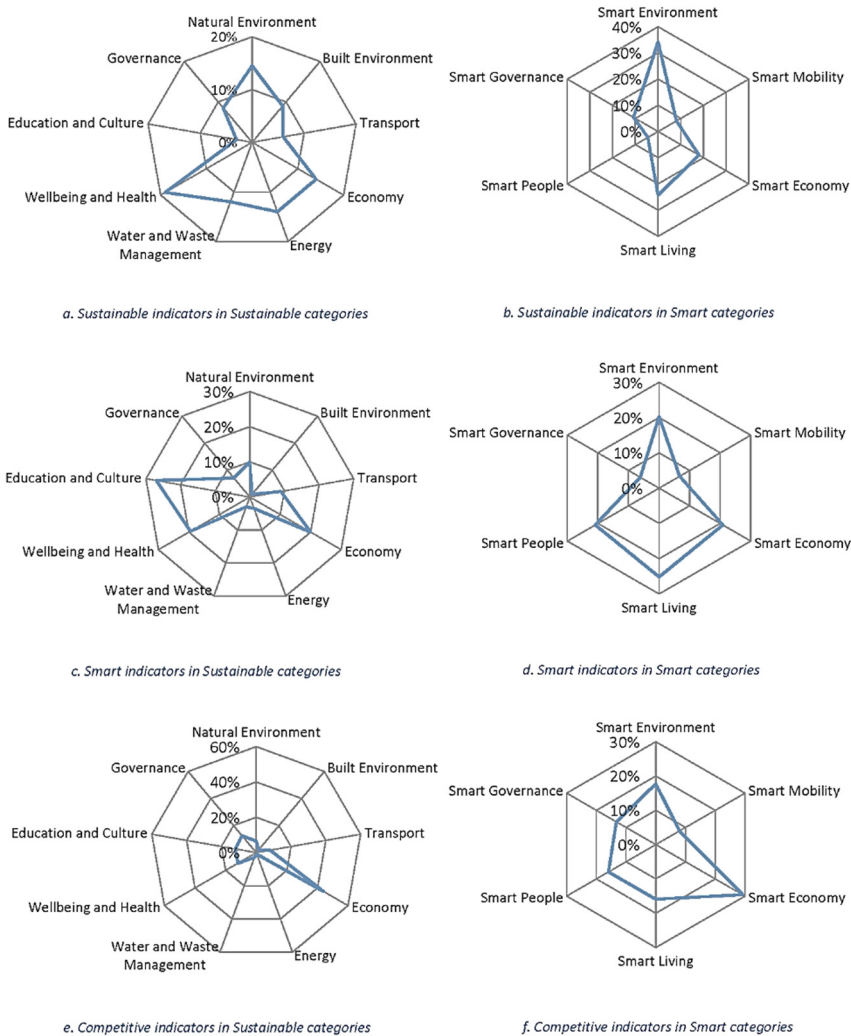 Natural Environment
20%
Governance
Built Environment
10%
Education and Culture
Transport
0%
Wellbeing and Health
Economy
Water and Waste
Management
Energy
a. Sustainable indicators in Sustainable categories
Smart Environment
40%
30%
Smart Governance
Smart Mobility
20%
10%
0%
Smart People
Smart Economy
Smart Living
b. Sustainable indicators in Smart categories
Natural Environment
30%
Governance
Built Environment
20%
Education and Culture
Transport
10%
0%
Wellbeing and Health
Economy
Water and Waste
Management
Energy
c. Smart indicators in Sustainable categories
Smart Environment
30%
Smart Governance
Smart Mobility
20%
10%
0%
Smart People
Smart Economy
Smart Living
d. Smart indicators in Smart categories
Natural Environment
60%
Governance
Built Environment
40%
Education and Culture
Transport
20%
0%
Wellbeing and Health
Economy
Water and Waste
Management
Energy
e. Competitive indicators in Sustainable categories
Smart Environment
30%
Smart Governance
Smart Mobility
20%
10%
0%
Smart People
Smart Economy
Smart Living
f. Competitive indicators in Smart categories